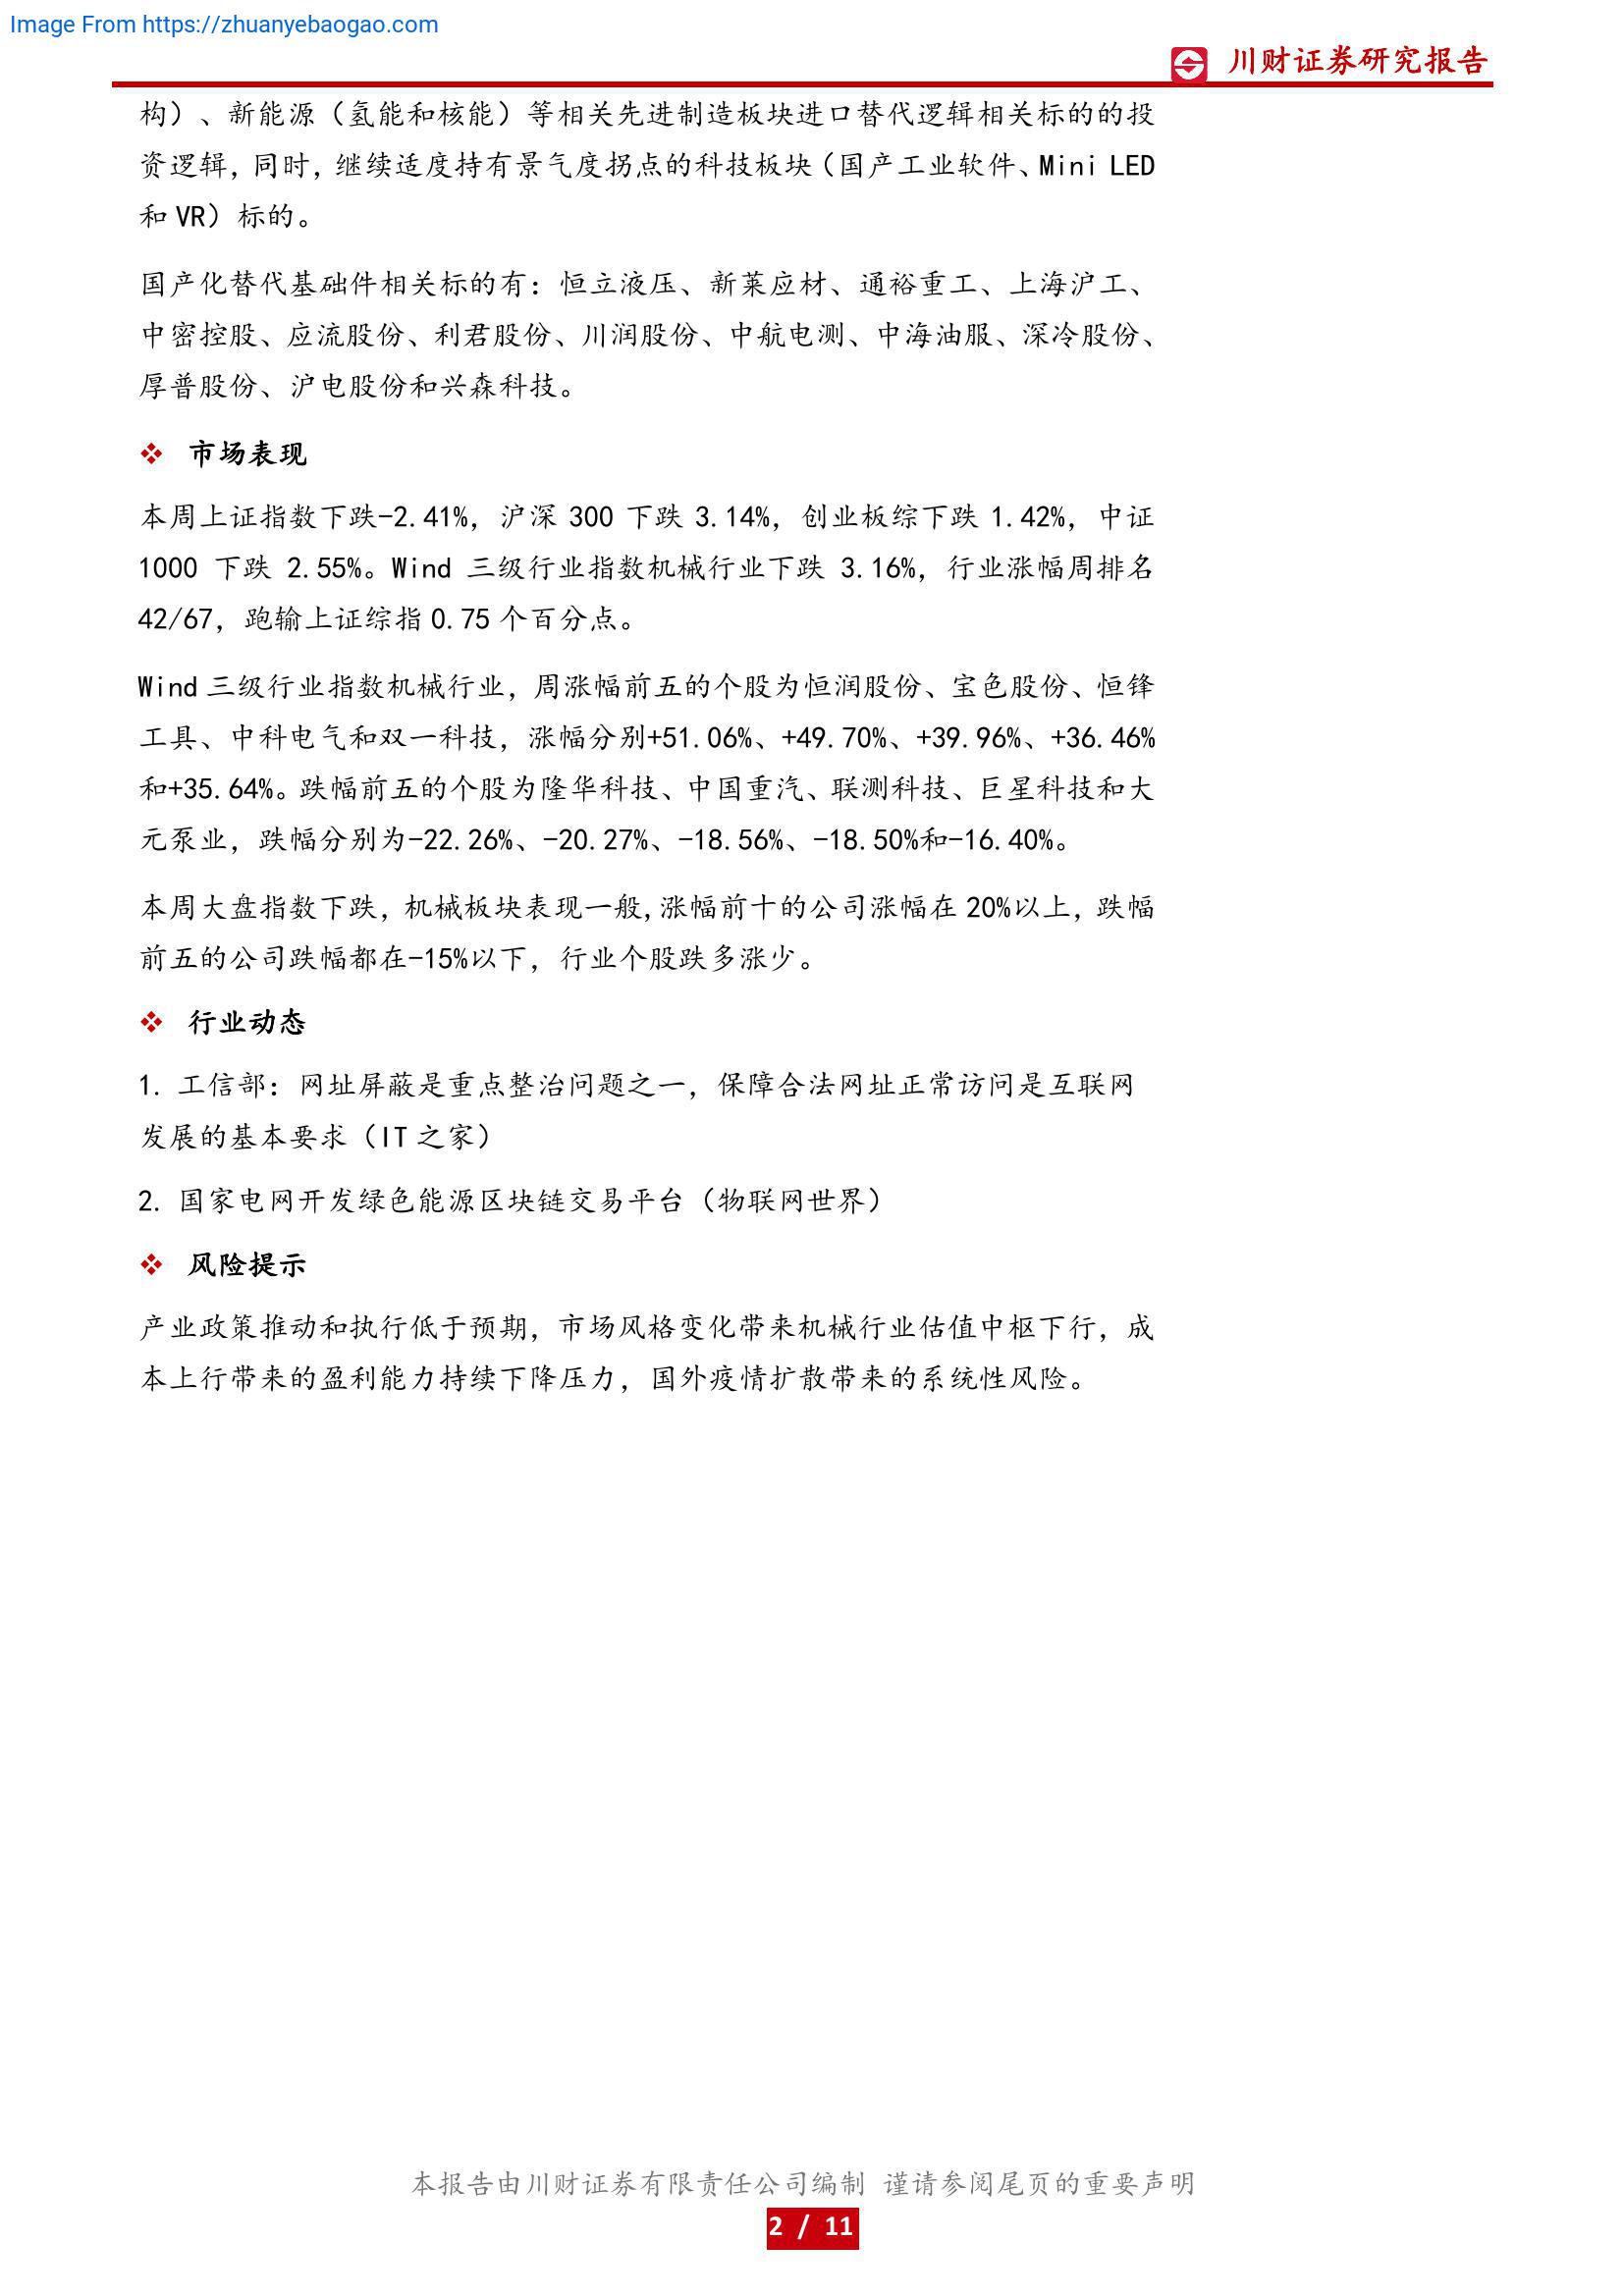 Image From https://zhuanyebaogao.com
川财证券研究报告
构）、新能源（氢能和核能）等相关先进制造板块进口替代逻辑相关标的的投
资逻辑，同时，继续适度持有景气度拐点的科技板块（国产工业软件、Mini LED
和 VR）标的。
国产化替代基础件相关标的有：恒立液压、新莱应材、通裕重工、上海沪工、
中密控股、应流股份、利君股份、川润股份、中航电测、中海油服、深冷股份、
厚普股份、沪电股份和兴森科技。
❖ 市场表现
本周上证指数下跌-2.41%，沪深 300 下跌 3.14%，创业板综下跌 1.42%，中证
1000 下跌 2.55%。Wind 三级行业指数机械行业下跌 3.16%，行业涨幅周排名
42/67，跑输上证综指 0.75 个百分点。
Wind 三级行业指数机械行业，周涨幅前五的个股为恒润股份、宝色股份、恒锋
工具、中科电气和双一科技，涨幅分别+51.06%、+49.70%、+39.96%、+36.46%
和+35.64%。跌幅前五的个股为隆华科技、中国重汽、联测科技、巨星科技和大
元泵业，跌幅分别为-22.26%、-20.27%、-18.56%、-18.50%和-16.40%。
本周大盘指数下跌，机械板块表现一般，涨幅前十的公司涨幅在 20%以上，跌幅
前五的公司跌幅都在-15%以下，行业个股跌多涨少。
❖ 行业动态
1. 工信部：网址屏蔽是重点整治问题之一，保障合法网址正常访问是互联网
发展的基本要求（IT 之家）
2. 国家电网开发绿色能源区块链交易平台（物联网世界）
❖ 风险提示
产业政策推动和执行低于预期，市场风格变化带来机械行业估值中枢下行，成
本上行带来的盈利能力持续下降压力，国外疫情扩散带来的系统性风险。
本报告由川财证券有限责任公司编制 谨请参阅尾页的重要声明
2 / 11